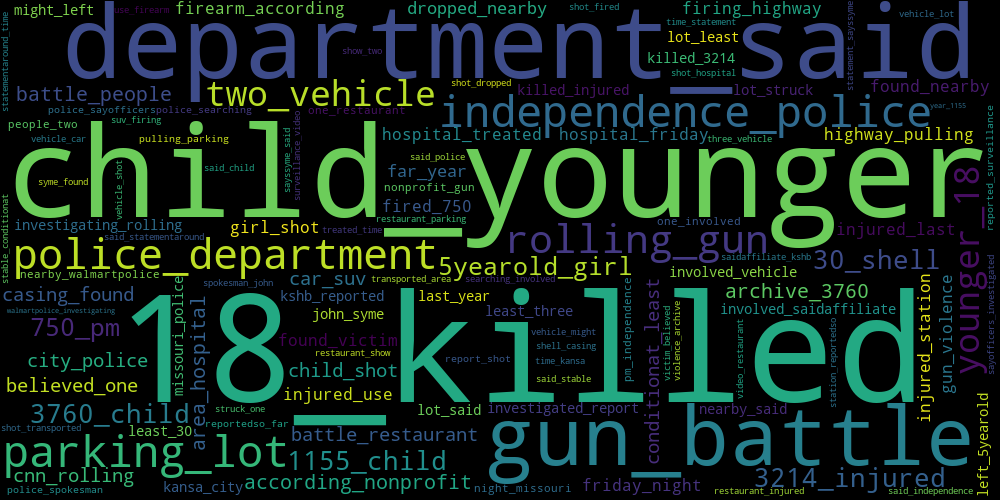 might_left
use_firearm
firearm_according
dropped_nearby
shot_fired
firing_highway
vehicle_lot
statementaround_time
department_said
show_two
time_statement
lot_least
killed_3214
shot_hospital
statement_sayssyme
battle_people
two_vehicle
shot_dropped
killed_injured
lot_struck
found_nearby
police_sayofficers
police_searching
one_restaurant
independence_police
year_1155
people_two
suv_firing
vehicle_car
pulling_parking
hospital_treated
hospital_friday
three_vehicle
highway_pulling
reported_surveillance
child_younger
said_child
sayssyme_said
surveillance_video
said_police
far_year
syme_found
vehicle_shot
nonprofit_gun
fired_750
restaurant_parking
one_involved
younger_18
investigating_rolling
girl_shot
treated_time
injured_last
said_statementaround
rolling_gun
stable_conditionat
police_department
5yearold_girl
saidaffiliate_kshb
30_shell
nearby_walmartpolice
spokesman_john
car_suv
transported_area
searching_involved
involved_vehicle
sayofficers_investigated
casing_found
kshb_reported
last_year
least_three
archive_3760
walmartpolice_investigating
missouri_police
area_hospital
18_killed
john_syme
involved_saidaffiliate
750_pm
found_victim
vehicle_might
shell_casing
pm_independence
conditionat_least
victim_believed
violence_archive
video_restaurant
station_reportedso
injured_station
gun_violence
city_police
restaurant_show
report_shot
time_kansa
child_shot
said_stable
believed_one
injured_use
3760_child
struck_one
reportedso_far
lot_said
investigated_report
nearby_said
left_5yearold
shot_transported
least_30
battle_restaurant
gun_battle
parking_lot
1155_child
cnn_rolling
according_nonprofit
3214_injured
police_spokesman
kansa_city
night_missouri
friday_night
restaurant_injured
said_independence